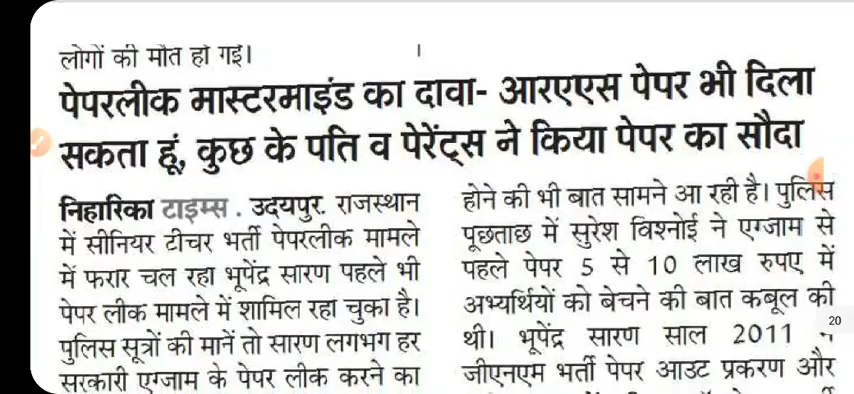 लोगों की मौत हो गई।
पेपरलीक मास्टरमाइंड का दावा- आरएएस पेपर भी दिला
सकता हूं, कुछ के पति व पेरेंट्स ने किया पेपर का सौदा
निहारिका टाइम्स . उदयपुर. राजस्थान
में सीनियर टीचर भर्ती पेपरलीक मामले
में फरार चल रहा भूपेंद्र सारण पहले भी
पेपर लीक मामले में शामिल रहा चुका है।
पुलिस सूत्रों की मानें तो सारण लगभग हर
सरकारी एग्जाम के पेपर लीक करने का
होने की भी बात सामने आ रही है। पुलिस
पूछताछ में सुरेश विश्नोई ने एग्जाम से
पहले पेपर 5 से 10 लाख रुपए में
अभ्यर्थियों को बेचने की बात कबूल की
थी। भूपेंद्र सारण साल 2011
जीएनएम भर्ती पेपर आउट प्रकरण और
20